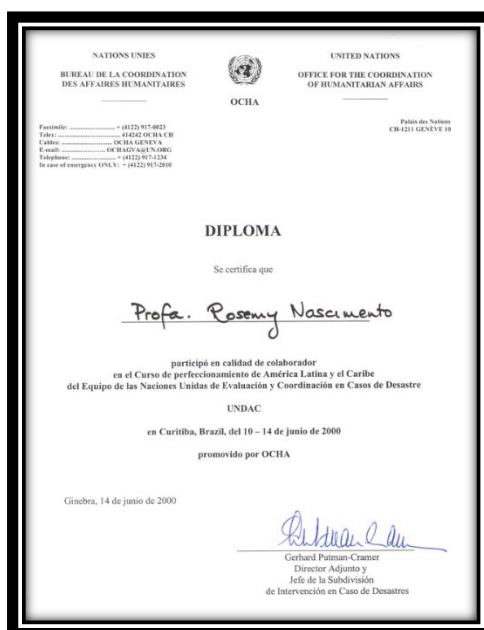 NATIONS UNIES
BUREAU DE LA COORDINATION
DES AFFAIRES HUMANITAIRES
OCHA
UNITED NATIONS
OFFICE FOR THE COORDINATION
OF HUMANITARIAN AFFAIRS
Facsimile: ........................ + (4122) 917-0023
Telex: .............................. 414242 OCHA CH
Cables: ........................ OCHA GENEVA
E-mail: ..................... OCHAGVA@UN.ORG
Telephone: ...................... + (4122) 917-1234
In case of emergency ONLY: + (4122) 917-2010
Palais des Nations
CH-1211 GENÈVE 10
DIPLOMA
Se certifica que
Profa. Rosemy Nascimento
participó en calidad de colaborador
en el Curso de perfeccionamiento de América Latina y el Caribe
del Equipo de las Naciones Unidas de Evaluación y Coordinación en Casos de Desastre
UNDAC
en Curitiba, Brazil, del 10 – 14 de junio de 2000
promovido por OCHA
Ginebra, 14 de junio de 2000
Gerhard Putman-Cramer
Director Adjunto y
Jefe de la Subdivisión
de Intervención en Caso de Desastres